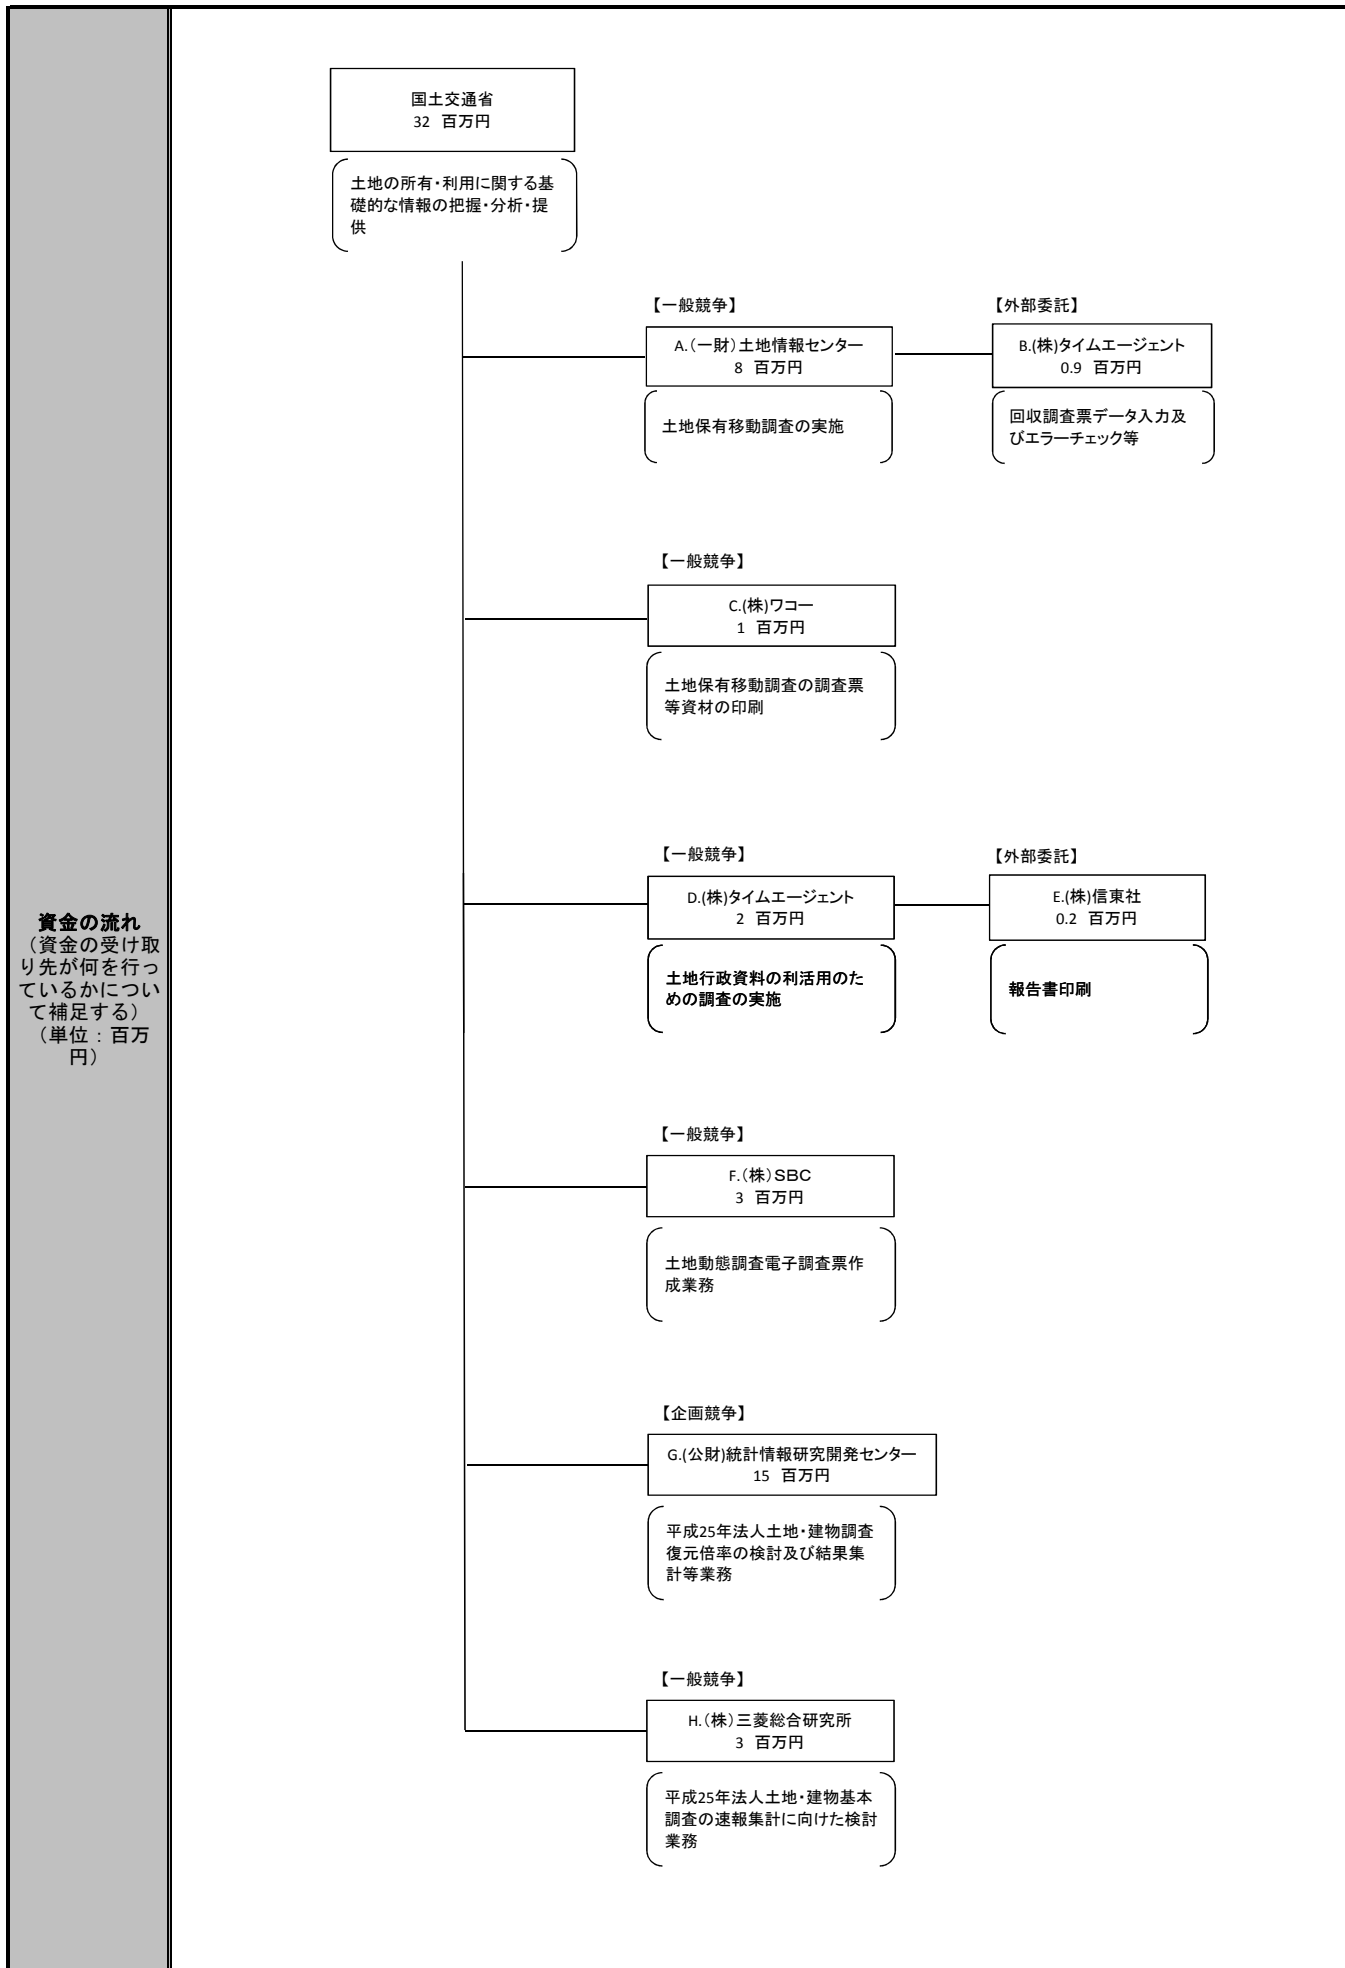 資金の流れ
（資金の受け取
り先が何を行っ
ているかについ
て補足する）
（単位：百万
円）
国土交通省
32 百万円
土地の所有・利用に関する基
礎的な情報の把握・分析・提
供
【一般競争】
A.（一財）土地情報センター
8 百万円
土地保有移動調査の実施
【外部委託】
B.(株)タイムエージェント
0.9 百万円
回収調査票データ入力及
びエラーチェック等
【一般競争】
C.(株)ワコー
1 百万円
土地保有移動調査の調査票
等資材の印刷
【一般競争】
D.(株)タイムエージェント
2 百万円
土地行政資料の利活用のた
めの調査の実施
【外部委託】
E.(株)信東社
0.2 百万円
報告書印刷
【一般競争】
F.（株）SBC
3 百万円
土地動態調査電子調査票作
成業務
【企画競争】
G.(公財)統計情報研究開発センター
15 百万円
平成25年法人土地・建物調査
復元倍率の検討及び結果集
計等業務
【一般競争】
H.（株）三菱総合研究所
3 百万円
平成25年法人土地・建物基本
調査の速報集計に向けた検討
業務